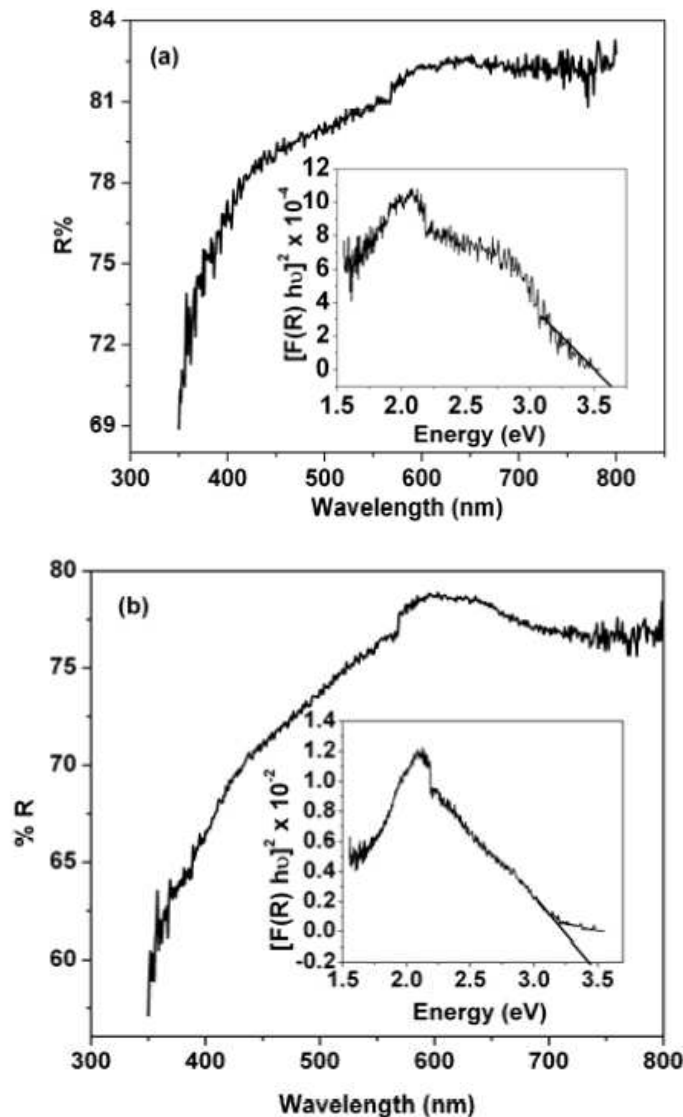 (a)
84
81
78
75
72
69
R%
300 400 500 600 700 800
Wavelength (nm)
12
10
8
6
4
2
0
[F(R) hυ]² x 10⁻⁴
1.5 2.0 2.5 3.0 3.5
Energy (eV)
(b)
80
75
70
65
60
% R
300 400 500 600 700 800
Wavelength (nm)
1.4
1.2
1.0
0.8
0.6
0.4
0.2
0.0
-0.2
[F(R) hυ]² x 10⁻²
1.5 2.0 2.5 3.0 3.5
Energy (eV)